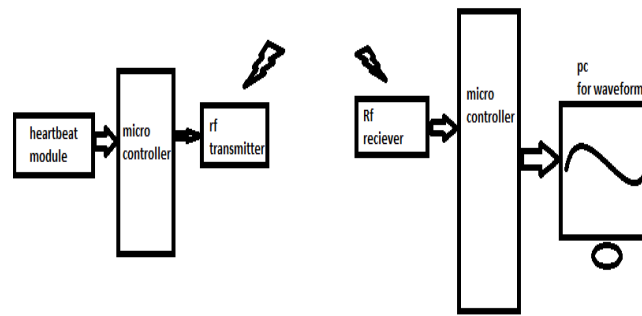 heartbeat
module
micro
controller
rf
transmitter
Rf
reciever
micro
controller
pc
for waveform